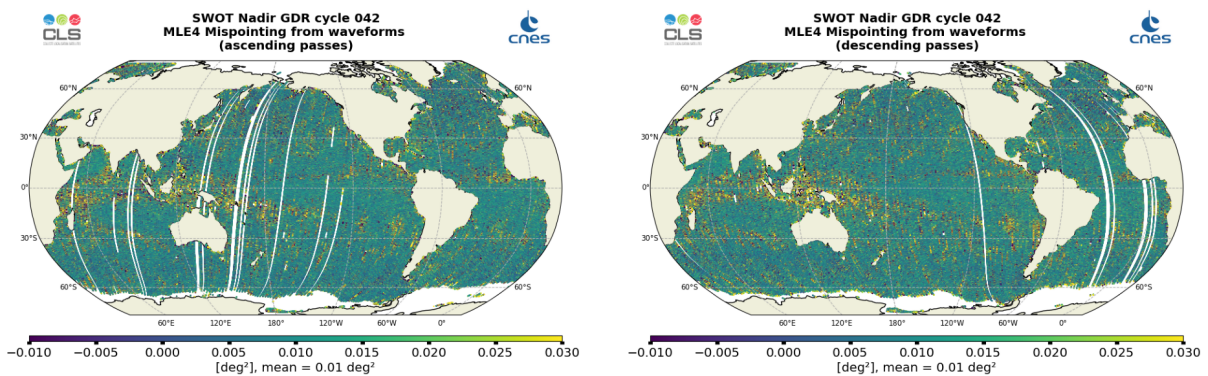 CLS
SWOT Nadir GDR cycle 042
MLE4 Mispointing from waveforms
(ascending passes)
cnes
60°N 60°N
30°N 30°N
0° 0°
30°S 30°S
60°S 60°S
60°E 120°E 180° 120°W 60°W 0°
−0.010 −0.005 0.000 0.005 0.010 0.015 0.020 0.025 0.030
[deg²], mean = 0.01 deg²
CLS
SWOT Nadir GDR cycle 042
MLE4 Mispointing from waveforms
(descending passes)
cnes
60°N 60°N
30°N 30°N
0° 0°
30°S 30°S
60°S 60°S
60°E 120°E 180° 120°W 60°W 0°
−0.010 −0.005 0.000 0.005 0.010 0.015 0.020 0.025 0.030
[deg²], mean = 0.01 deg²